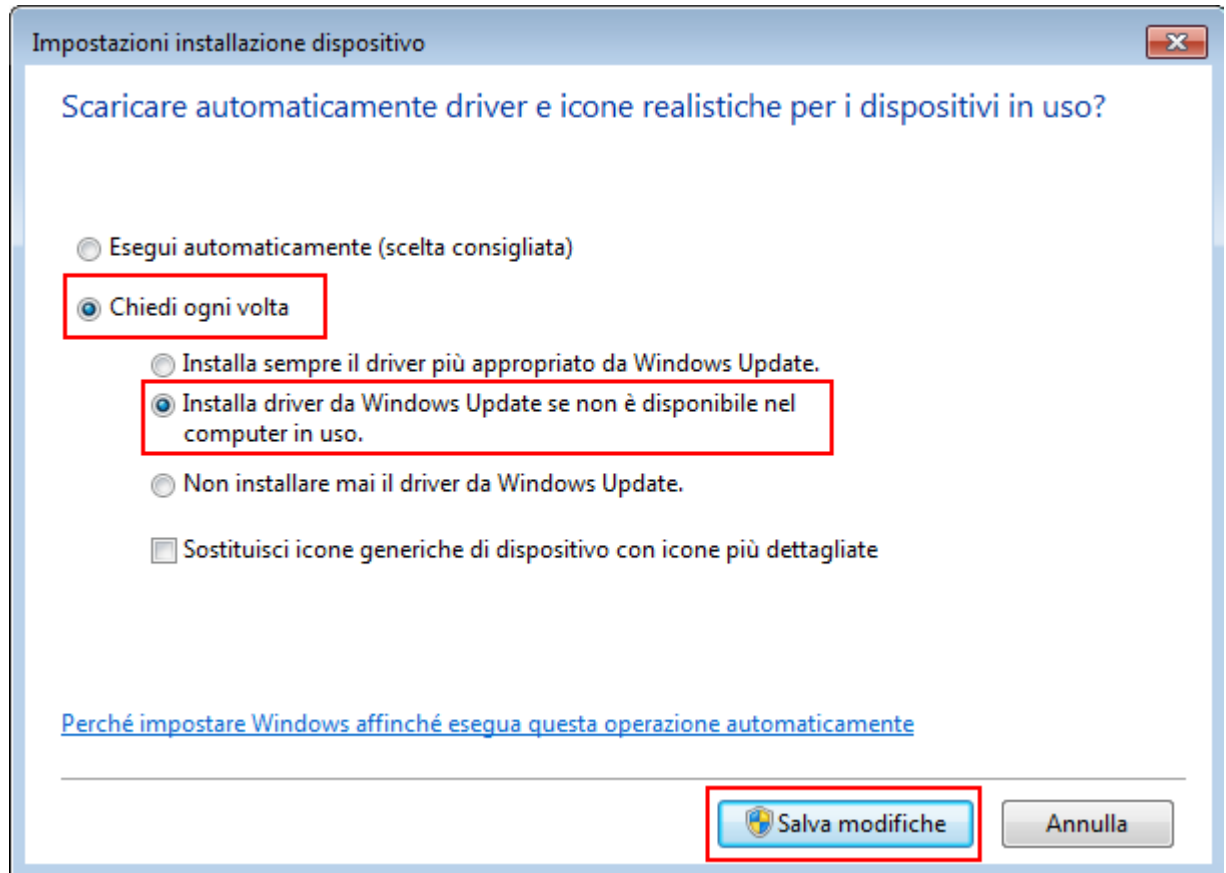 Impostazioni installazione dispositivo
Scaricare automaticamente driver e icone realistiche per i dispositivi in uso?
Esegui automaticamente (scelta consigliata)
Chiedi ogni volta
Installa sempre il driver più appropriato da Windows Update.
Installa driver da Windows Update se non è disponibile nel
computer in uso.
Non installare mai il driver da Windows Update.
Sostituisci icone generiche di dispositivo con icone più dettagliate
Perché impostare Windows affinché esegua questa operazione automaticamente
Salva modifiche
Annulla